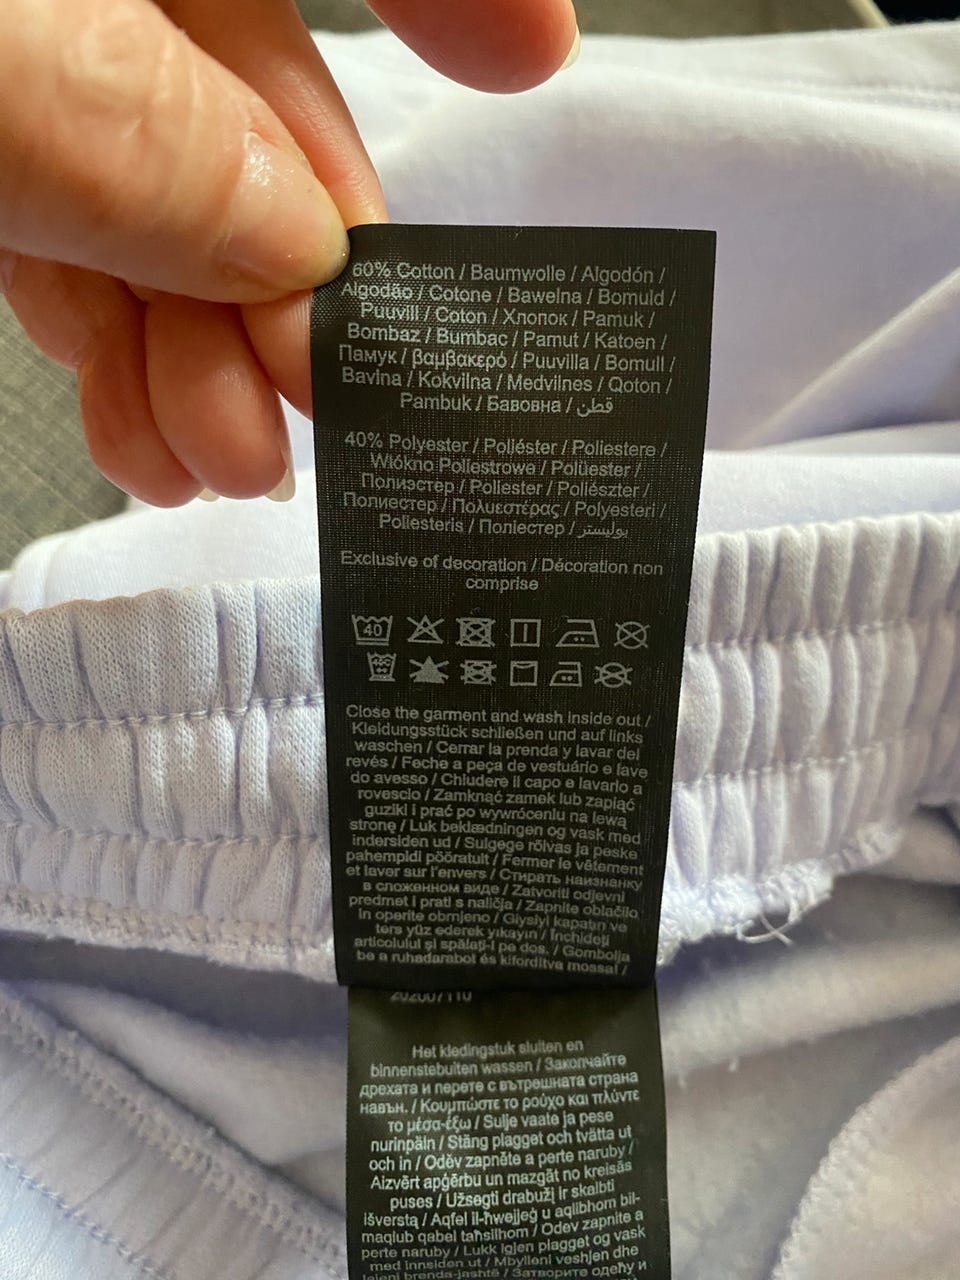 60% Cotton / Baumwolle / Algodón /
Algodão / Cotone / Bawełna / Bomuld /
Puuvill / Coton / Хлопок / Pamuk /
Bombaž / Bumbac / Pamut / Katoen /
Памук / βαμβακερό / Puuvilla / Bomull /
Bavlna / Kokvilna / Medvilnes / Qoton /
Pambuk / Бавовна / قطن
40% Polyester / Poliéster / Poliestere /
Włókno Poliestrowe / Polüester /
Полиэстер / Poliester / Poliészter /
Полиестер / Πολυεστέρας / Polyesteri /
Poliesteris / Поліестер / بوليستر
Exclusive of decoration / Décoration non
comprise
40
Close the garment and wash inside out /
Kleidungsstück schließen und auf links
waschen / Cerrar la prenda y lavar del
revés / Feche a peça de vestuário e lave
do avesso / Chiudere il capo e lavarlo a
rovescio / Zamknąć zamek lub zapiąć
guziki i prać po wywróceniu na lewą
stronę / Luk beklædningen og vask med
indersiden ud / Sulgege rõivas ja peske
pahempidi pööratult / Fermer le vêtement
et laver sur l'envers / Стирать наизнанку
в сложенном виде / Zatvoriti odjevni
predmet i prati s naličja / Zapnite oblačilo
in operite obrnjeno / Giysiyi kapatın ve
ters yüz ederek yıkayın / Închideți
articolului și spălați-l pe dos. / Gombolja
be a ruhadarabot és kifordítva mossa! /
202007110
Het kledingstuk sluiten en
binnenstebuiten wassen / Закопчайте
дрехата и перете с вътрешната страна
навън. / Κουμπώστε το ρούχο και πλύντε
το μέσα-έξω / Sulje vaate ja pese
nurinpäin / Stäng plagget och tvätta ut
och in / Oděv zapněte a perte naruby /
Aizvērt apģērbu un mazgāt no kreisās
puses / Užsegti drabužį ir skalbti
išverstą / Aqfel il-ħwejjeġ u aqlibhom bil-
maqlub qabel taħsilhom / Odev zapnite a
perte naruby / Lukk igjen plagget og vask
med innsiden ut / Mbylleni veshjen dhe
lajeni brenda-jashtë / Затворите одећу и